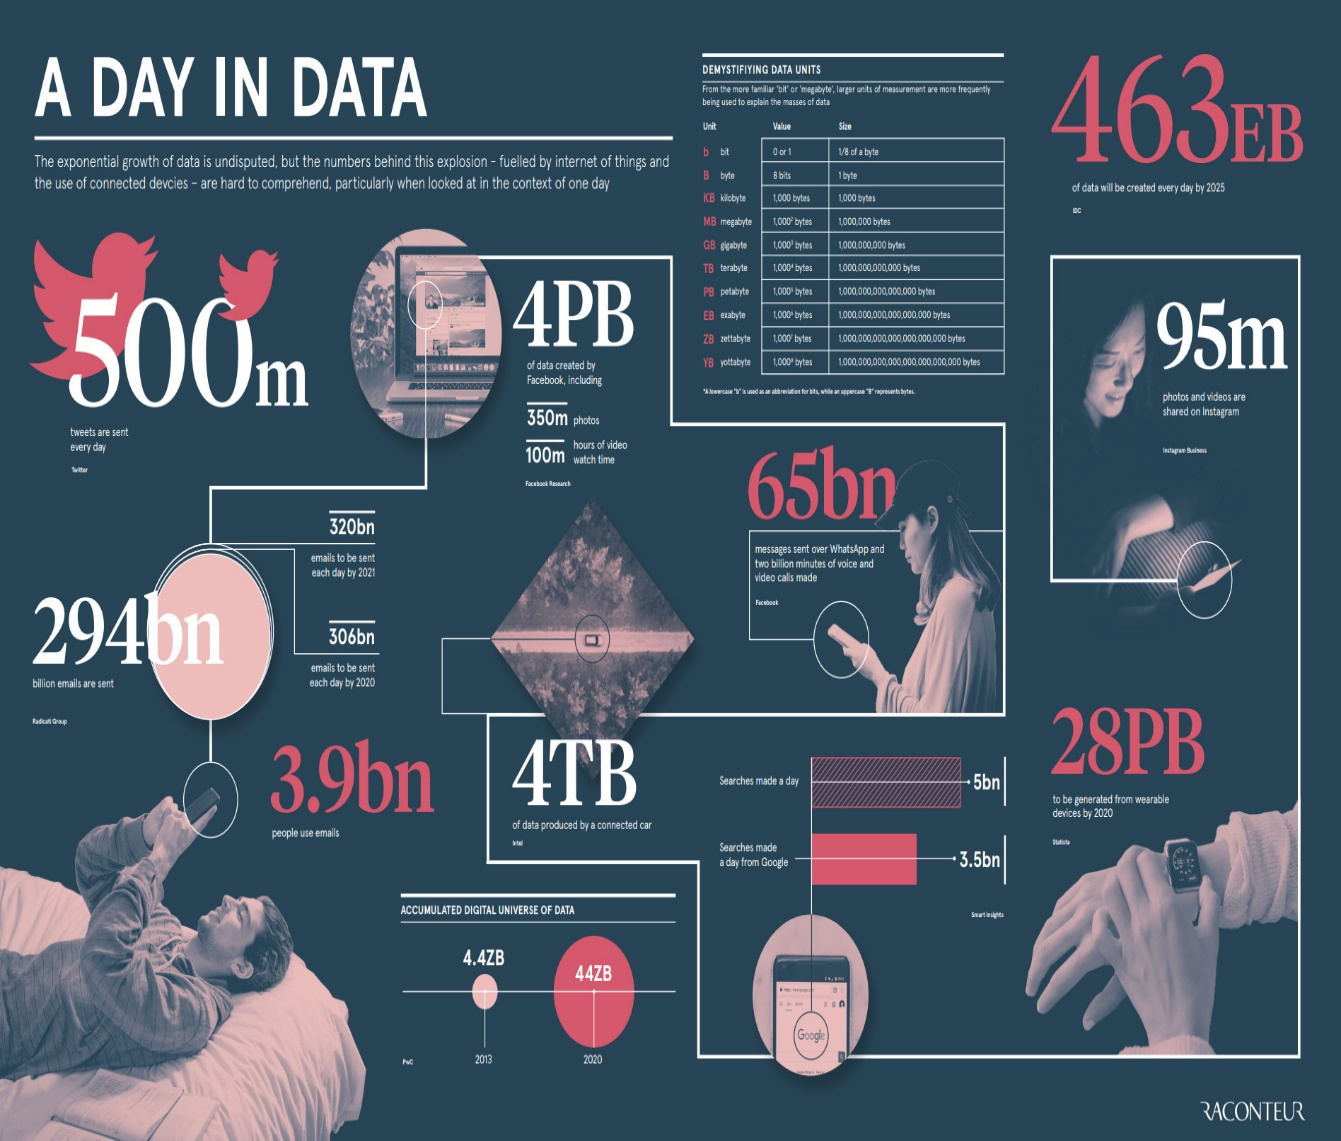 A DAY IN DATA
The exponential growth of data is undisputed, but the numbers behind this explosion - fuelled by internet of things and
the use of connected devcies – are hard to comprehend, particularly when looked at in the context of one day
DEMYSTIFIYING DATA UNITS
From the more familiar 'bit' or 'megabyte', larger units of measurement are more frequently
being used to explain the masses of data
Unit Value Size
b bit 0 or 1 1/8 of a byte
B byte 8 bits 1 byte
KB kilobyte 1,000 bytes 1,000 bytes
MB megabyte 1,000² bytes 1,000,000 bytes
GB gigabyte 1,000³ bytes 1,000,000,000 bytes
TB terabyte 1,000⁴ bytes 1,000,000,000,000 bytes
PB petabyte 1,000⁵ bytes 1,000,000,000,000,000 bytes
EB exabyte 1,000⁶ bytes 1,000,000,000,000,000,000 bytes
ZB zettabyte 1,000⁷ bytes 1,000,000,000,000,000,000,000 bytes
YB yottabyte 1,000⁸ bytes 1,000,000,000,000,000,000,000,000 bytes
*A lowercase "b" is used as an abbreviation for bits, while an uppercase "B" represents bytes.
463EB
of data will be created every day by 2025
IDC
500m
tweets are sent
every day
Twitter
4PB
of data created by
Facebook, including
350m photos
100m hours of video
watch time
Facebook Research
95m
photos and videos are
shared on Instagram
Instagram Business
320bn
emails to be sent
each day by 2021
294bn
billion emails are sent
Radicati Group
306bn
emails to be sent
each day by 2020
65bn
messages sent over WhatsApp and
two billion minutes of voice and
video calls made
Facebook
3.9bn
people use emails
4TB
of data produced by a connected car
Intel
Searches made a day
5bn
Searches made
a day from Google
3.5bn
Smart Insights
28PB
to be generated from wearable
devices by 2020
Statista
ACCUMULATED DIGITAL UNIVERSE OF DATA
4.4ZB
44ZB
2013
2020
PwC
Google
RACONTEUR